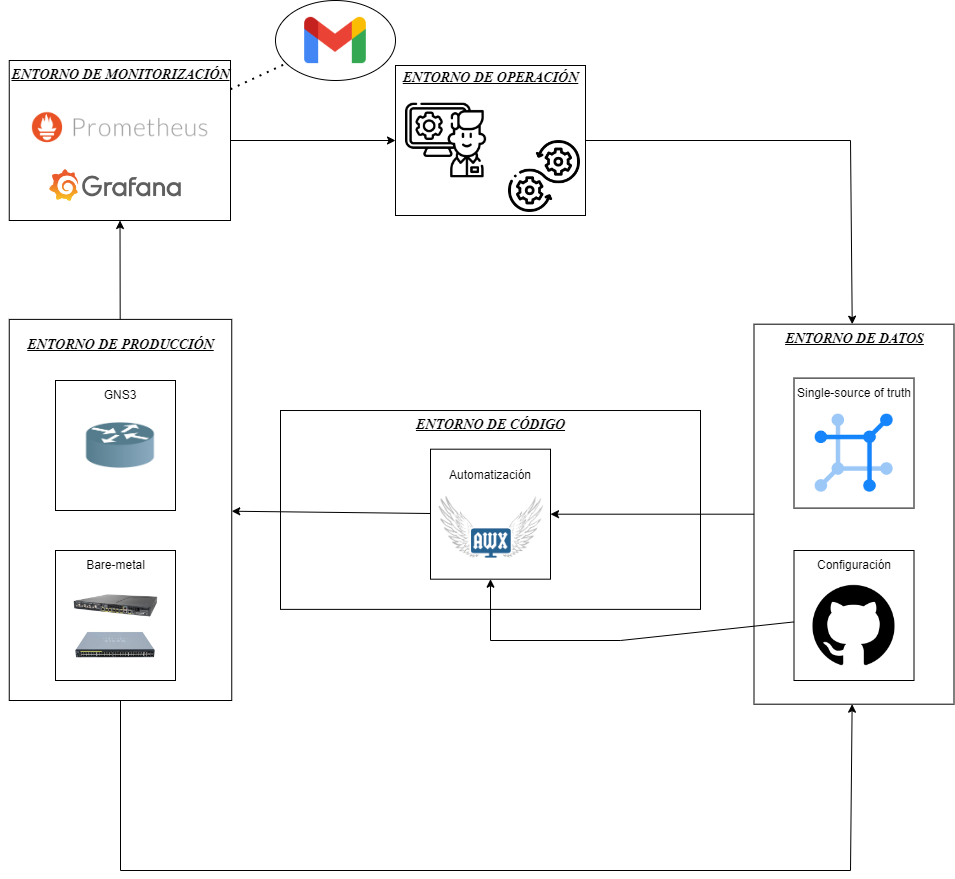 ENTORNO DE MONITORIZACIÓN
Prometheus
Grafana
ENTORNO DE OPERACIÓN
ENTORNO DE PRODUCCIÓN
GNS3
Bare-metal
ENTORNO DE CÓDIGO
Automatización
AWX
ENTORNO DE DATOS
Single-source of truth
Configuración